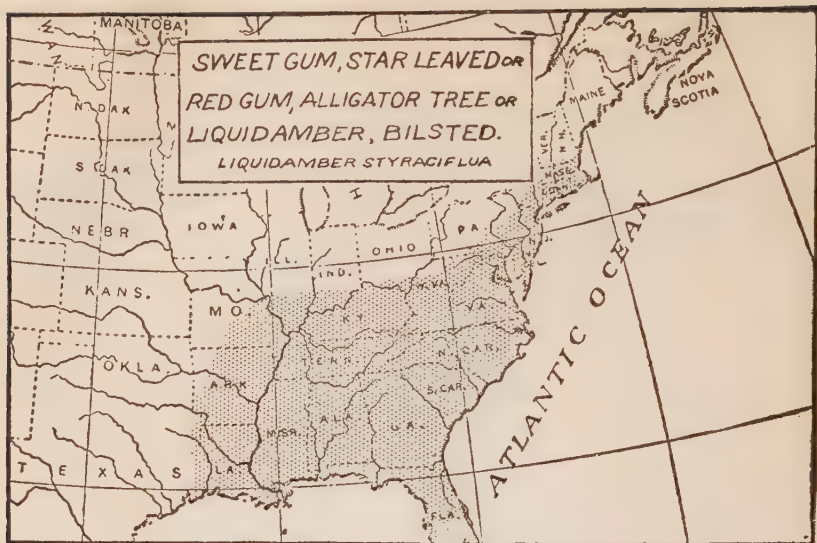 MANITOBA
SWEET GUM, STAR LEAVED OR
RED GUM, ALLIGATOR TREE OR
LIQUIDAMBER, BILSTED.
LIQUIDAMBER STYRACIFLUA
MAINE
NOVA
SCOTIA
N. DAK
VER.
N. H.
MASS
CONN
S. DAK
NEBR
IOWA
IL.
IND.
OHIO
PA.
KANS.
MO.
KY
W. VA.
VA.
OKLA.
ARK
TENN
N. CAR.
S. CAR.
TEXAS
LA.
MISS.
ALA
GA.
FLA.
ATLANTIC OCEAN